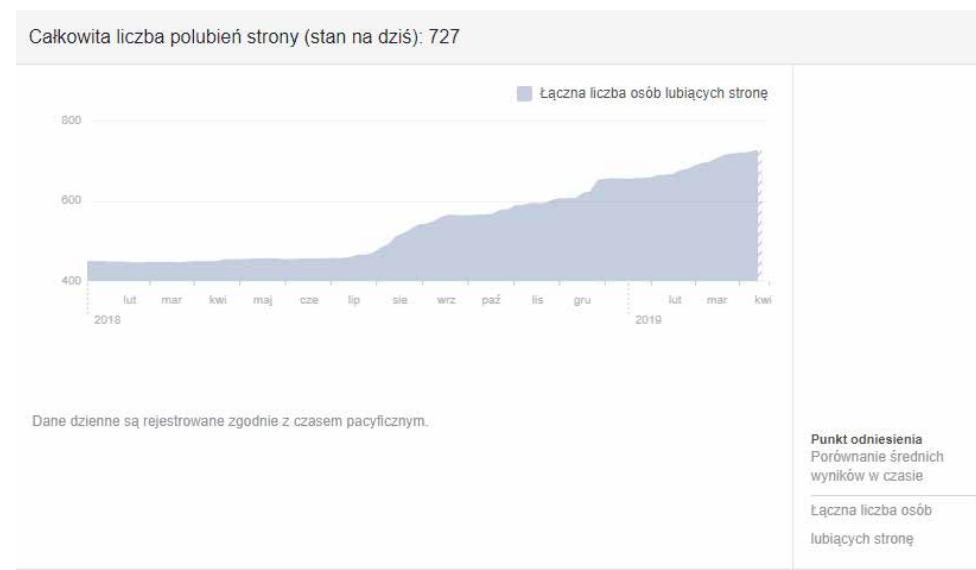 Całkowita liczba polubień strony (stan na dziś): 727
Łączna liczba osób lubiących stronę
800
600
400
lut mar kwi maj cze lip sie wrz paź lis gru lut mar kwi
2018 2019
Dane dzienne są rejestrowane zgodnie z czasem pacyficznym.
Punkt odniesienia
Porównanie średnich
wyników w czasie
Łączna liczba osób
lubiących stronę